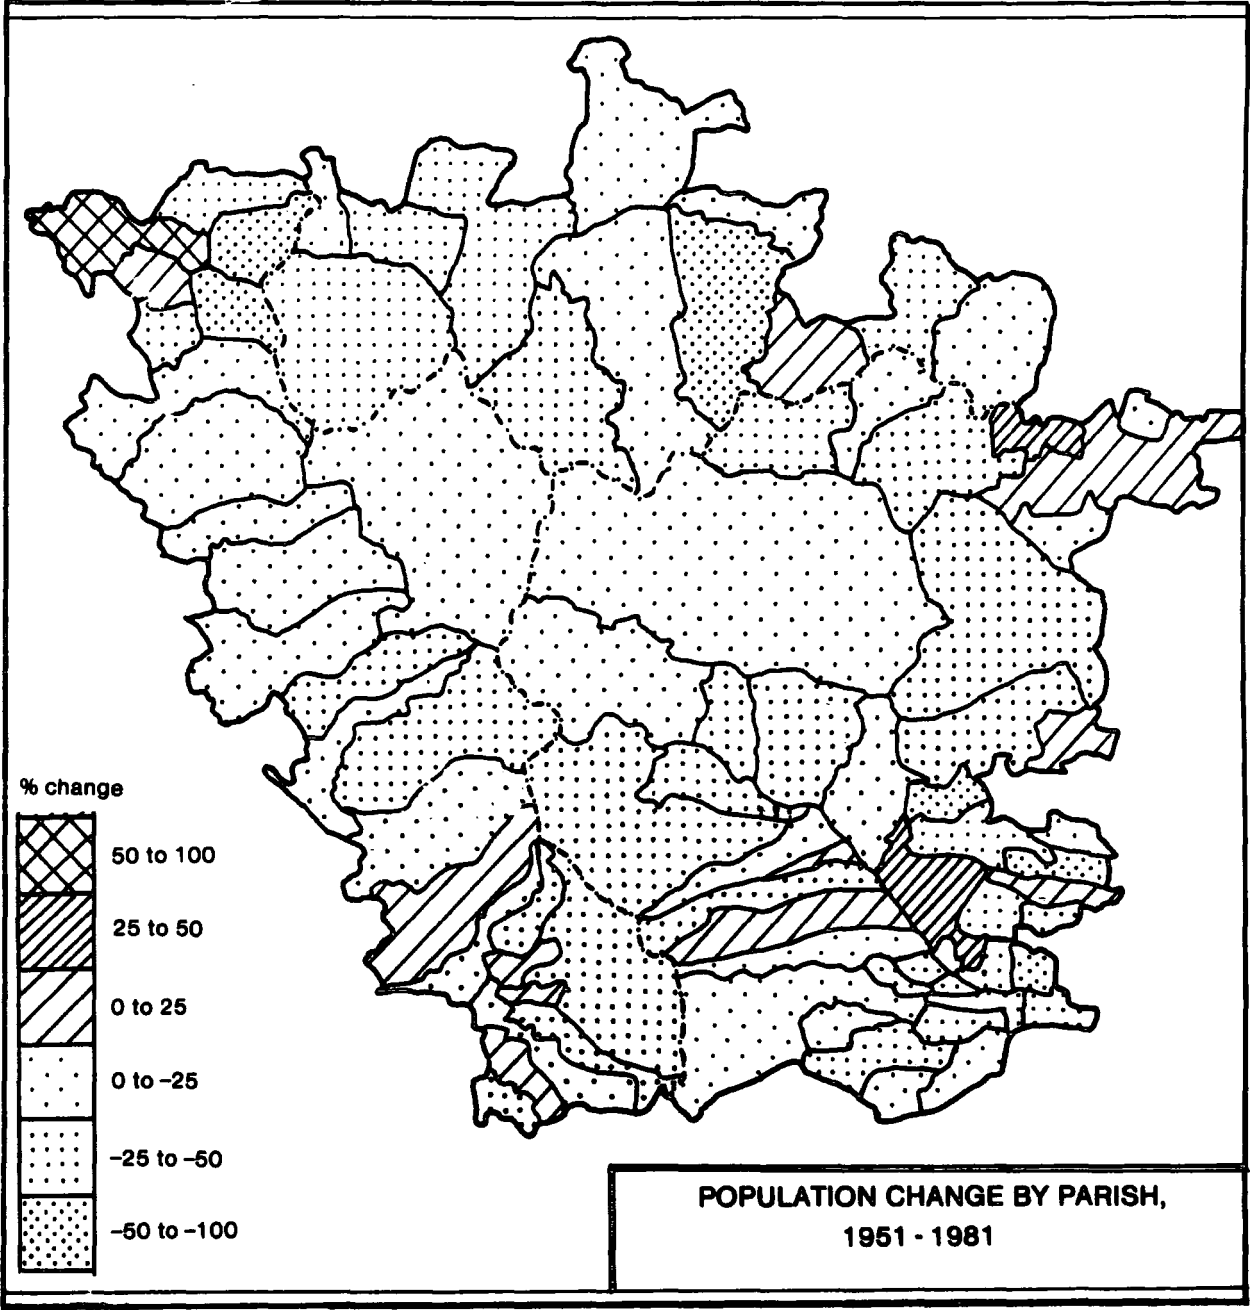 % change
50 to 100
25 to 50
0 to 25
0 to –25
–25 to –50
–50 to –100
POPULATION CHANGE BY PARISH,
1951 - 1981